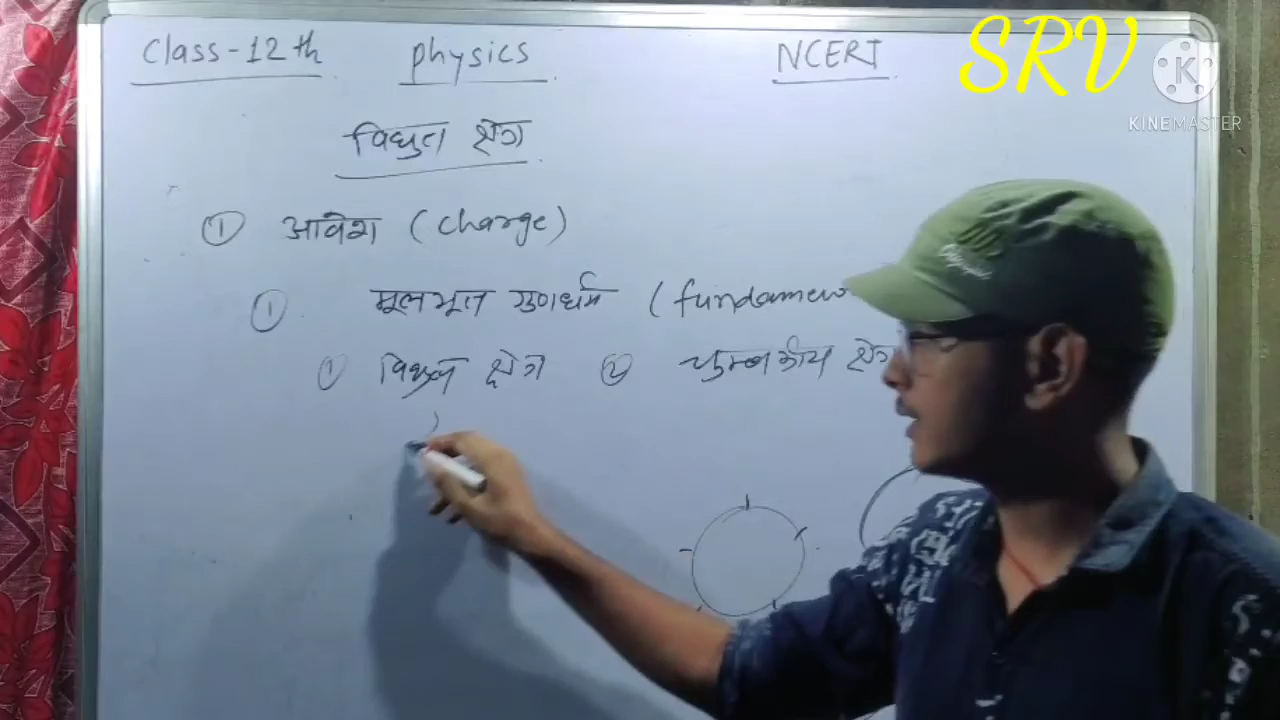 Class-12th physics NCERT SRV
KINEMASTER
विधुत क्षेत्र
① आवेश (Charge)
① मूलभूत गुणधर्म (fundamen
① विधुत क्षेत्र ② चुम्बकीय क्षेत्र